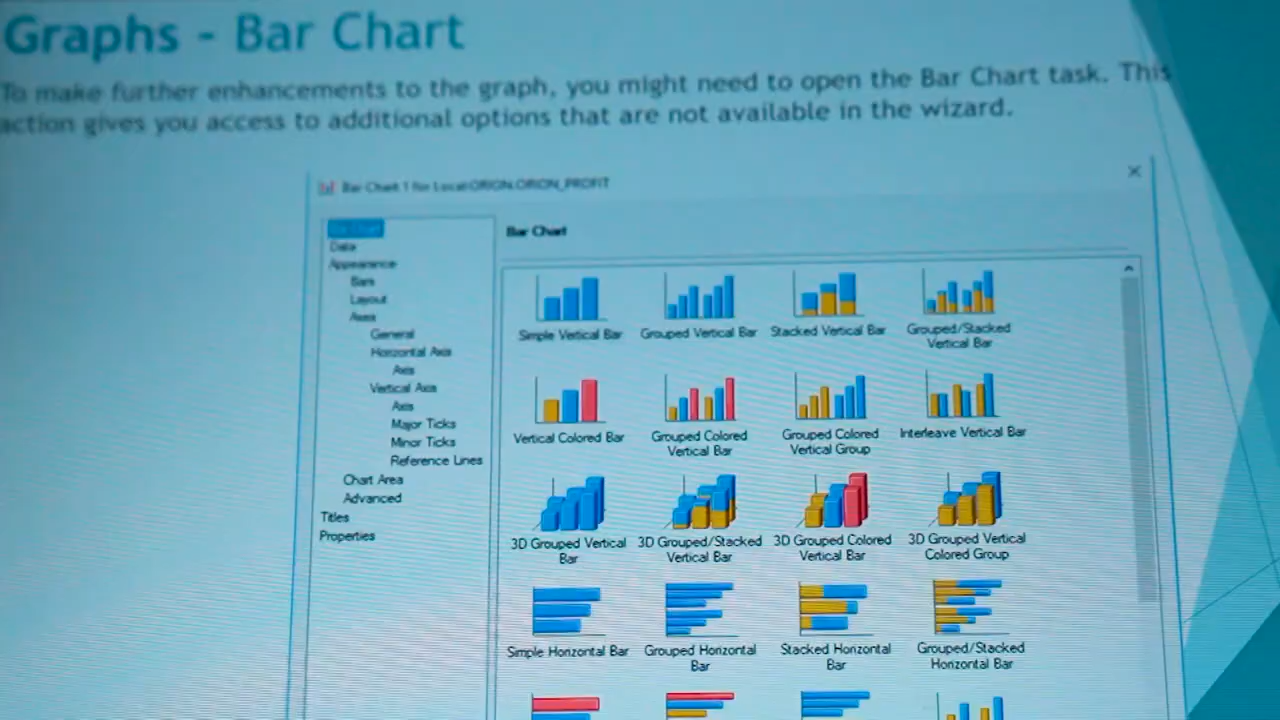 Graphs - Bar Chart
To make further enhancements to the graph, you might need to open the Bar Chart task. This
action gives you access to additional options that are not available in the wizard.
Bar Chart 1 for Local:ORION.ORION_PROFIT
Bar Chart
Data
Appearance
Bars
Layout
Axes
General
Horizontal Axis
Axis
Vertical Axis
Axis
Major Ticks
Minor Ticks
Reference Lines
Chart Area
Advanced
Titles
Properties
Bar Chart
Simple Vertical Bar
Grouped Vertical Bar
Stacked Vertical Bar
Grouped/Stacked
Vertical Bar
Vertical Colored Bar
Grouped Colored
Vertical Bar
Grouped Colored
Vertical Group
Interleave Vertical Bar
3D Grouped Vertical
Bar
3D Grouped/Stacked
Vertical Bar
3D Grouped Colored
Vertical Bar
3D Grouped Vertical
Colored Group
Simple Horizontal Bar
Grouped Horizontal
Bar
Stacked Horizontal
Bar
Grouped/Stacked
Horizontal Bar